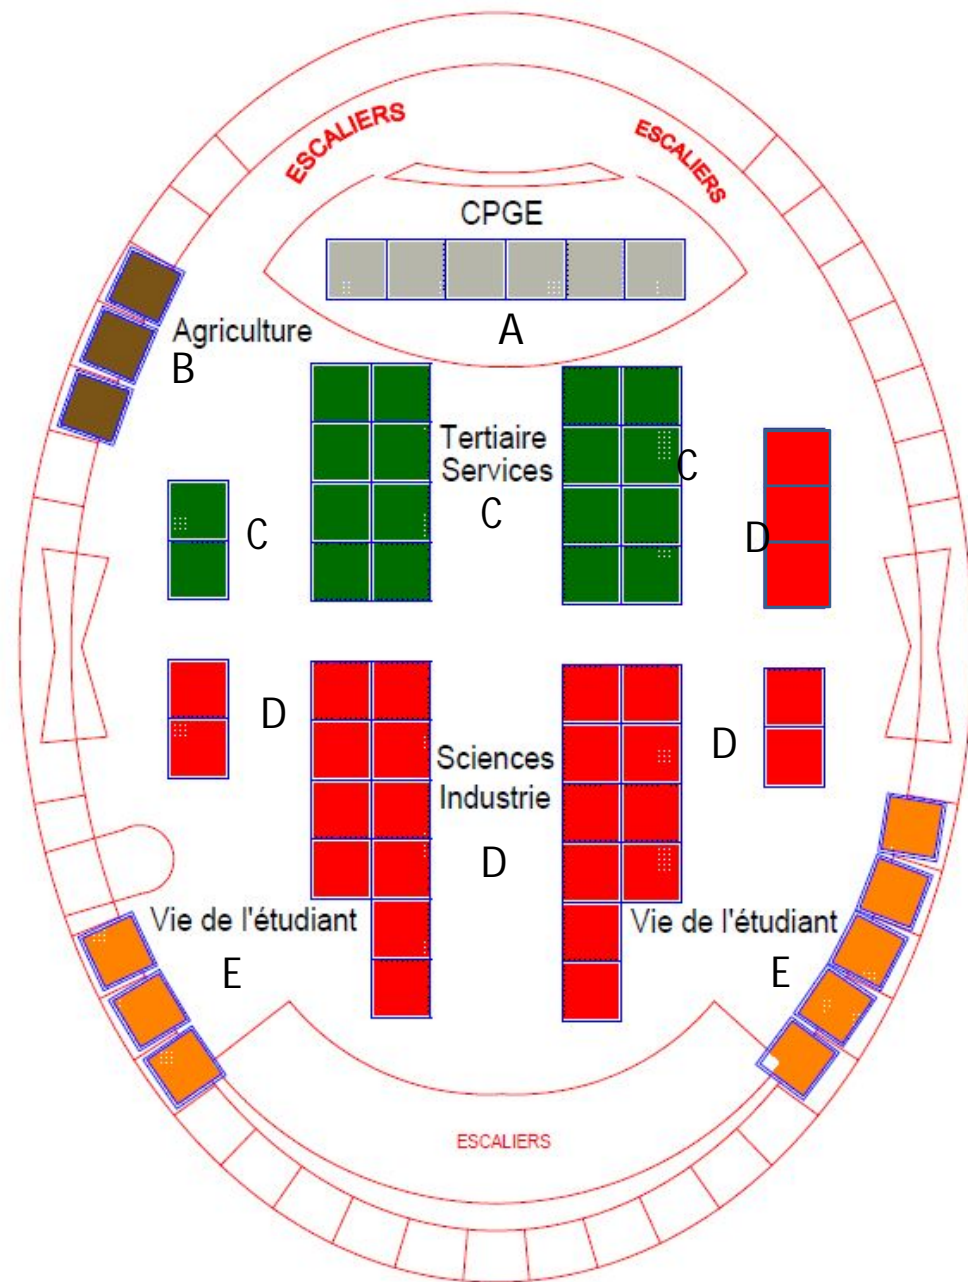 ESCALIERS
ESCALIERS
CPGE
A
Agriculture
B
Tertiaire
Services
C
C
C
D
D
D
Sciences
Industrie
D
Vie de l'étudiant
E
Vie de l'étudiant
E
ESCALIERS